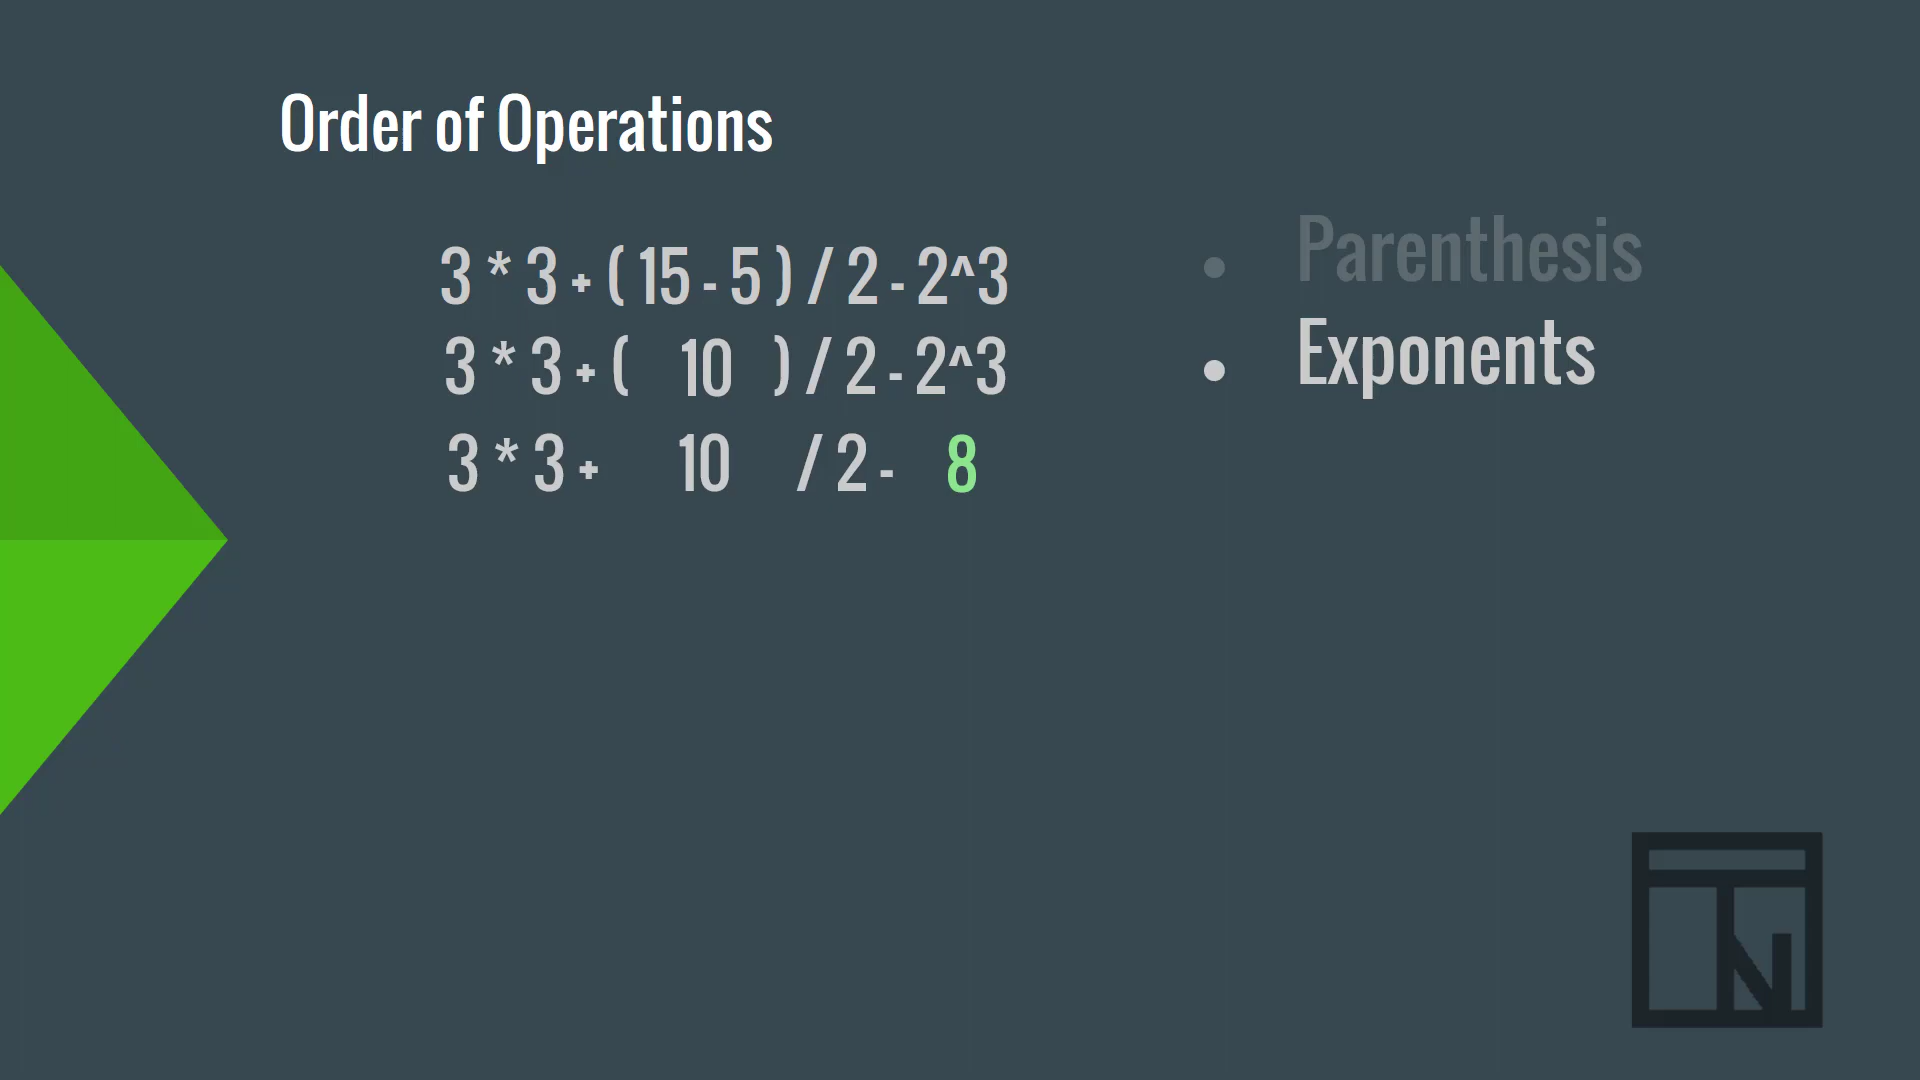 Order of Operations
3 * 3 + ( 15 - 5 ) / 2 - 2^3
3 * 3 + ( 10 ) / 2 - 2^3
3 * 3 + 10 / 2 - 8
• Parenthesis
• Exponents
TN